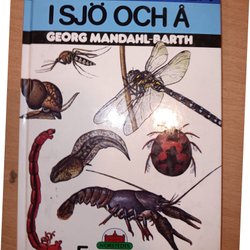 I SJÖ OCH Å
GEORG MANDAHL-BARTH